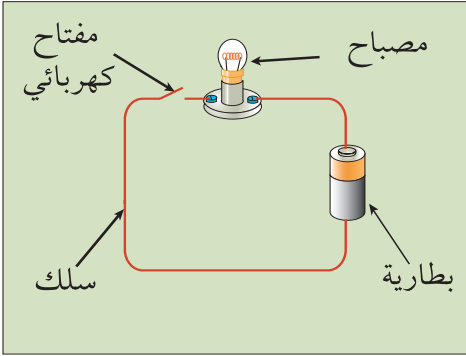 مفتاح
كهربائي
مصباح
سلك
بطارية